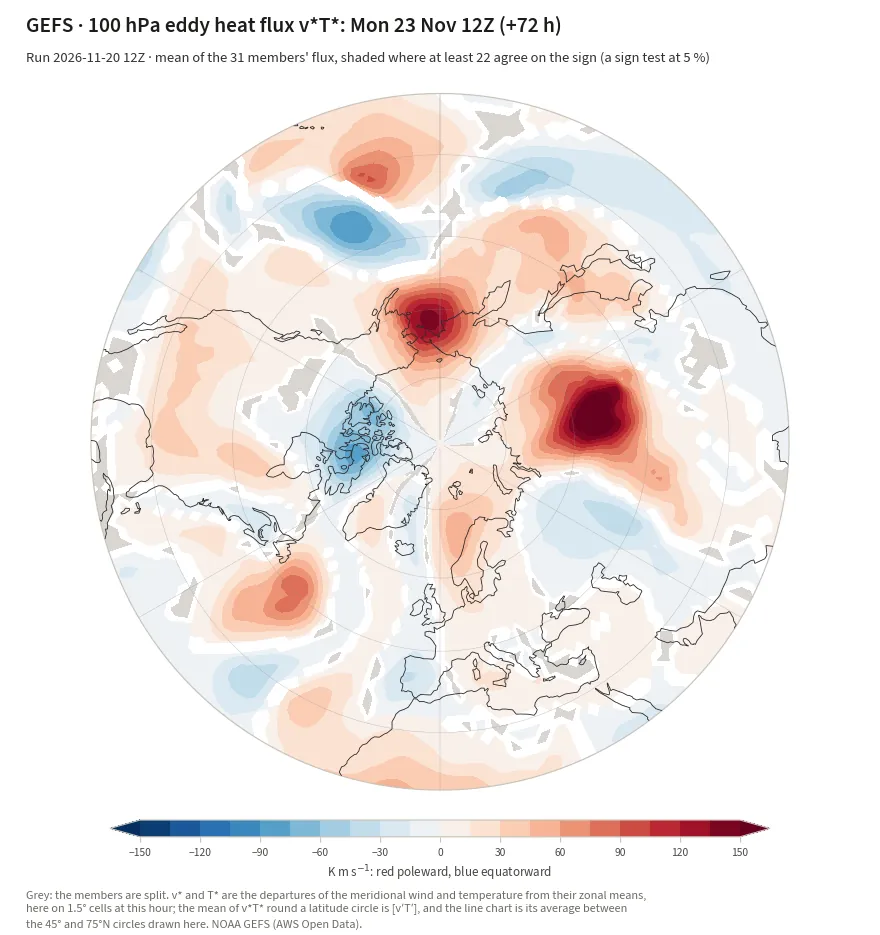 GEFS · 100 hPa eddy heat flux v*T*: Mon 23 Nov 12Z (+72 h)
Run 2026-11-20 12Z · mean of the 31 members' flux, shaded where at least 22 agree on the sign (a sign test at 5 %)
−150 −120 −90 −60 −30 0 30 60 90 120 150
K m s⁻¹: red poleward, blue equatorward
Grey: the members are split. v* and T* are the departures of the meridional wind and temperature from their zonal means,
here on 1.5° cells at this hour; the mean of v*T* round a latitude circle is [v′T′], and the line chart is its average between
the 45° and 75°N circles drawn here. NOAA GEFS (AWS Open Data).